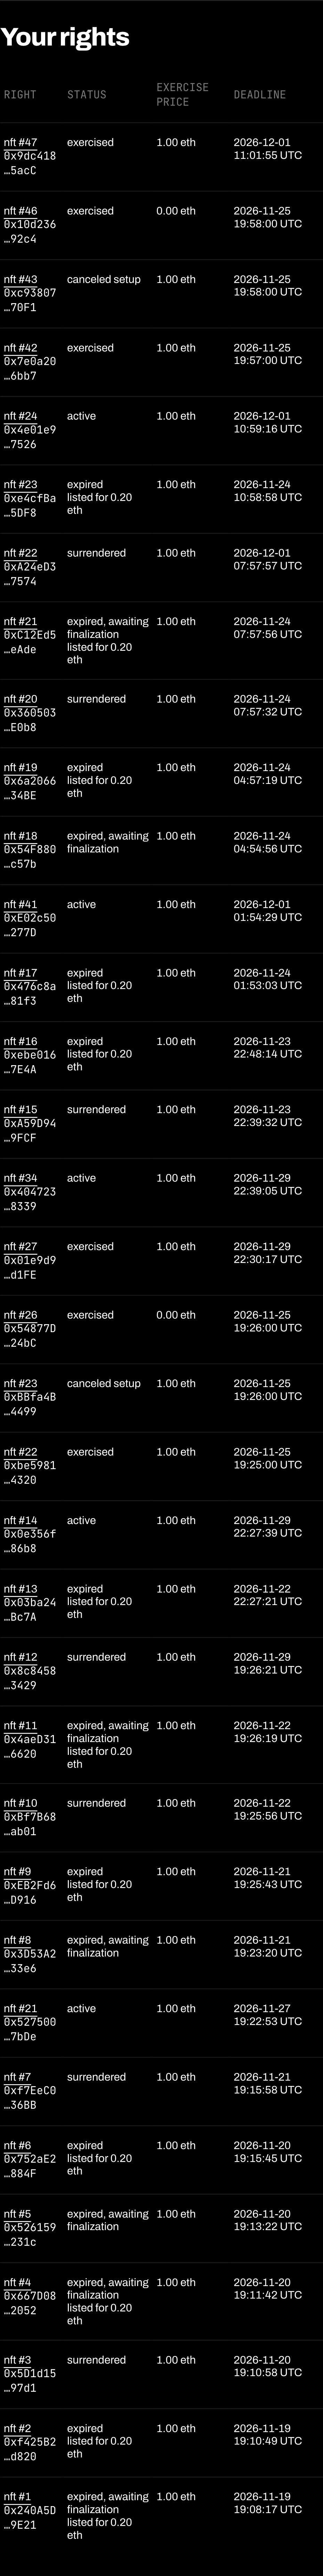 Your rights
RIGHT STATUS EXERCISE PRICE DEADLINE
nft #47 exercised 1.00 eth 2026-12-01
0x9dc418 11:01:55 UTC
…5acC
nft #46 exercised 0.00 eth 2026-11-25
0x10d236 19:58:00 UTC
…92c4
nft #43 canceled setup 1.00 eth 2026-11-25
0xc93807 19:58:00 UTC
…70F1
nft #42 exercised 1.00 eth 2026-11-25
0x7e0a20 19:57:00 UTC
…6bb7
nft #24 active 1.00 eth 2026-12-01
0x4e01e9 10:59:16 UTC
…7526
nft #23 expired 1.00 eth 2026-11-24
0xe4cfBa listed for 0.20 10:58:58 UTC
…5DF8 eth
nft #22 surrendered 1.00 eth 2026-12-01
0xA24eD3 07:57:57 UTC
…7574
nft #21 expired, awaiting 1.00 eth 2026-11-24
0xC12Ed5 finalization 07:57:56 UTC
…eAde listed for 0.20
eth
nft #20 surrendered 1.00 eth 2026-11-24
0x360503 07:57:32 UTC
…E0b8
nft #19 expired 1.00 eth 2026-11-24
0x6a2066 listed for 0.20 04:57:19 UTC
…34BE eth
nft #18 expired, awaiting 1.00 eth 2026-11-24
0x54F880 finalization 04:54:56 UTC
…c57b
nft #41 active 1.00 eth 2026-12-01
0xE02c50 01:54:29 UTC
…277D
nft #17 expired 1.00 eth 2026-11-24
0x476c8a listed for 0.20 01:53:03 UTC
…81f3 eth
nft #16 expired 1.00 eth 2026-11-23
0xebe016 listed for 0.20 22:48:14 UTC
…7E4A eth
nft #15 surrendered 1.00 eth 2026-11-23
0xA59D94 22:39:32 UTC
…9FCF
nft #34 active 1.00 eth 2026-11-29
0x404723 22:39:05 UTC
…8339
nft #27 exercised 1.00 eth 2026-11-29
0x01e9d9 22:30:17 UTC
…d1FE
nft #26 exercised 0.00 eth 2026-11-25
0x54877D 19:26:00 UTC
…24bC
nft #23 canceled setup 1.00 eth 2026-11-25
0xBBfa4B 19:26:00 UTC
…4499
nft #22 exercised 1.00 eth 2026-11-25
0xbe5981 19:25:00 UTC
…4320
nft #14 active 1.00 eth 2026-11-29
0x0e356f 22:27:39 UTC
…86b8
nft #13 expired 1.00 eth 2026-11-22
0x03ba24 listed for 0.20 22:27:21 UTC
…Bc7A eth
nft #12 surrendered 1.00 eth 2026-11-29
0x8c8458 19:26:21 UTC
…3429
nft #11 expired, awaiting 1.00 eth 2026-11-22
0x4aeD31 finalization 19:26:19 UTC
…6620 listed for 0.20
eth
nft #10 surrendered 1.00 eth 2026-11-22
0xBf7B68 19:25:56 UTC
…ab01
nft #9 expired 1.00 eth 2026-11-21
0xEB2Fd6 listed for 0.20 19:25:43 UTC
…D916 eth
nft #8 expired, awaiting 1.00 eth 2026-11-21
0x3D53A2 finalization 19:23:20 UTC
…33e6
nft #21 active 1.00 eth 2026-11-27
0x527500 19:22:53 UTC
…7bDe
nft #7 surrendered 1.00 eth 2026-11-21
0xf7EeC0 19:15:58 UTC
…36BB
nft #6 expired 1.00 eth 2026-11-20
0x752aE2 listed for 0.20 19:15:45 UTC
…884F eth
nft #5 expired, awaiting 1.00 eth 2026-11-20
0x526159 finalization 19:13:22 UTC
…231c
nft #4 expired, awaiting 1.00 eth 2026-11-20
0x667D08 finalization 19:11:42 UTC
…2052 listed for 0.20
eth
nft #3 surrendered 1.00 eth 2026-11-20
0x5D1d15 19:10:58 UTC
…97d1
nft #2 expired 1.00 eth 2026-11-19
0xf425B2 listed for 0.20 19:10:49 UTC
…d820 eth
nft #1 expired, awaiting 1.00 eth 2026-11-19
0x240A5D finalization 19:08:17 UTC
…9E21 listed for 0.20
eth